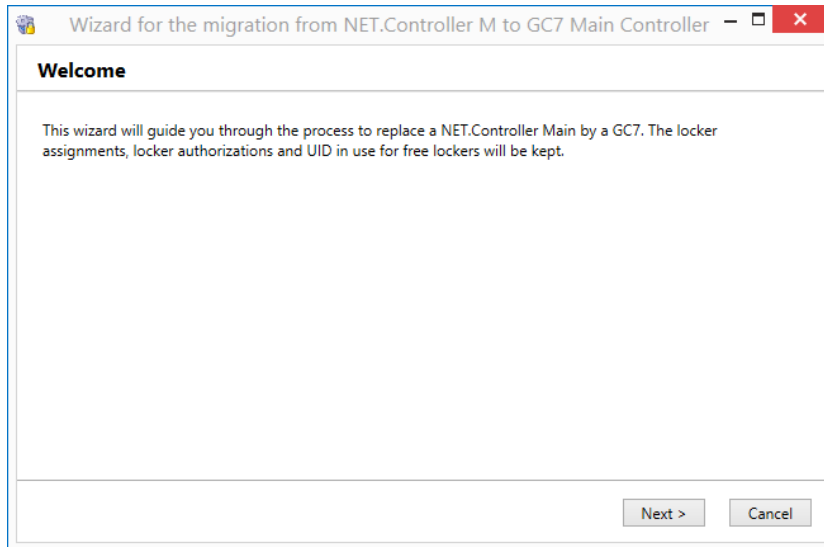 Wizard for the migration from NET.Controller M to GC7 Main Controller
Welcome
This wizard will guide you through the process to replace a NET.Controller Main by a GC7. The locker
assignments, locker authorizations and UID in use for free lockers will be kept.
Next >
Cancel